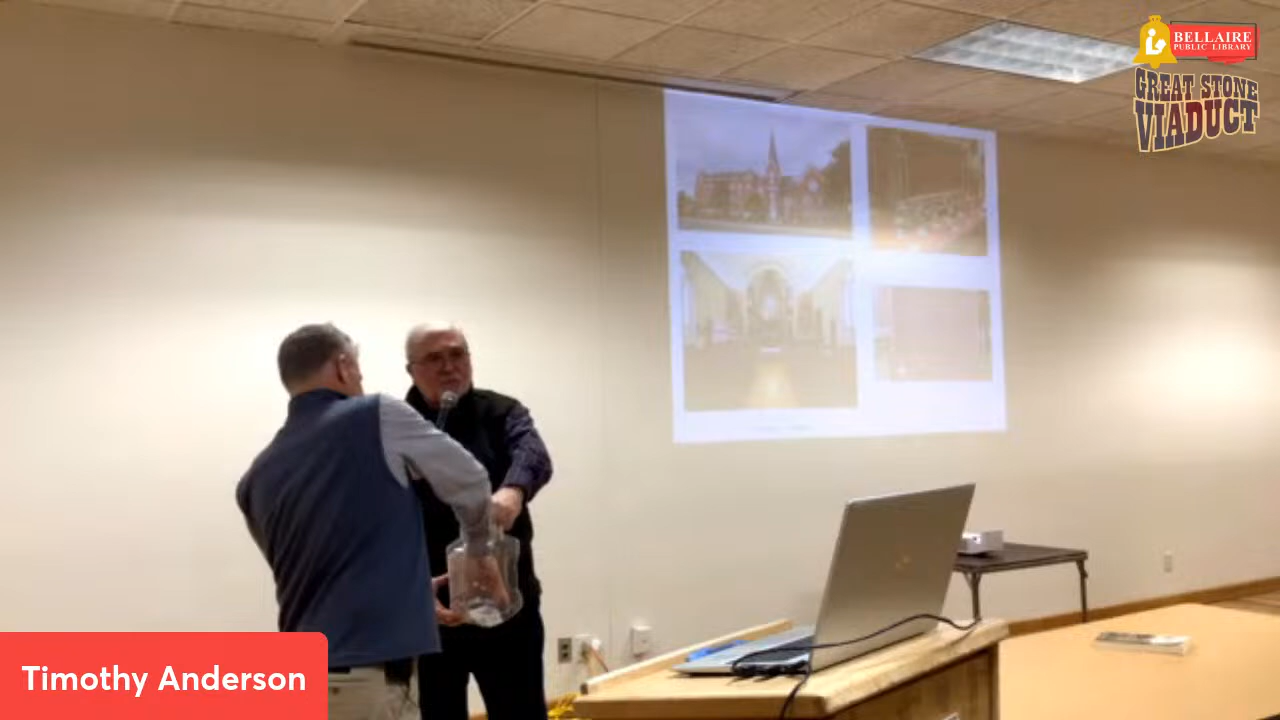 BELLAIRE
PUBLIC LIBRARY
GREAT STONE
VIADUCT
Timothy Anderson